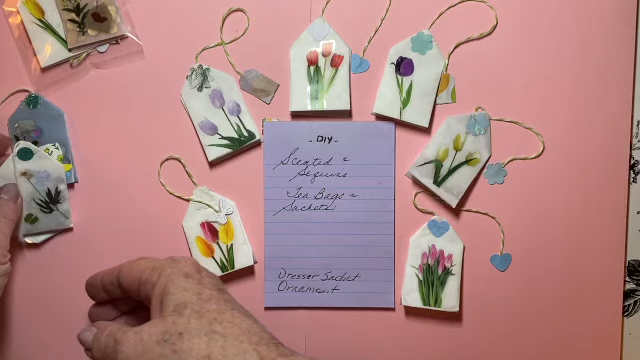 - DIY -
Scented &
Sequins
Tea Bags &
Sachets
Dresser Sachet
Ornament